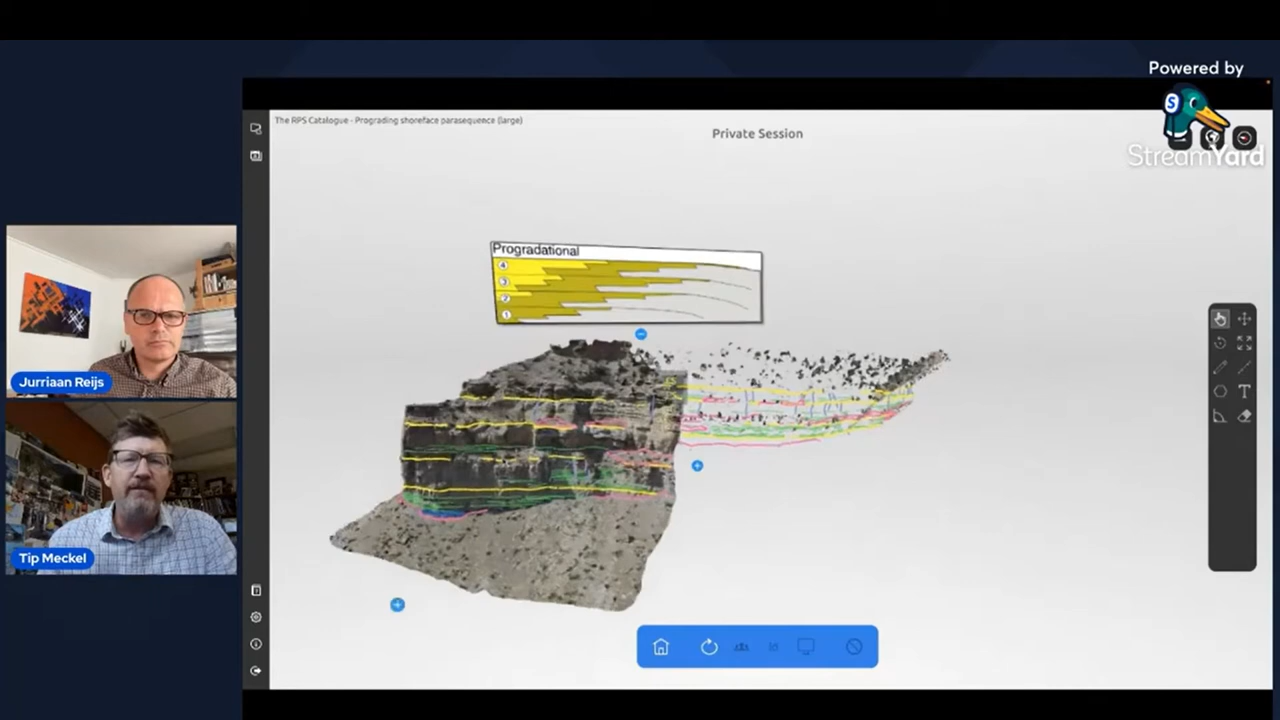 Powered by
S
StreamYard
The RPS Catalogue - Prograding shoreface parasequence (large)
Private Session
Progradational
4
3
2
1
Jurriaan Reijs
Tip Meckel
T